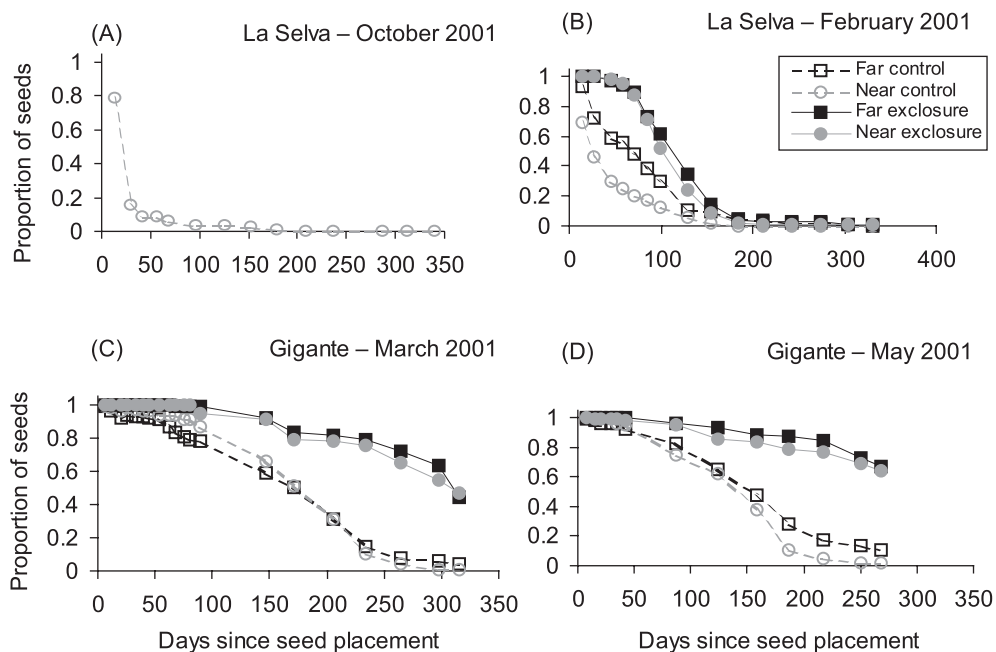 (A) La Selva – October 2001
Proportion of seeds
1
0.8
0.6
0.4
0.2
0
0 50 100 150 200 250 300 350
(B) La Selva – February 2001
1
0.8
0.6
0.4
0.2
0
0 100 200 300 400
Far control
Near control
Far exclosure
Near exclosure
(C) Gigante – March 2001
Proportion of seeds
1
0.8
0.6
0.4
0.2
0
0 50 100 150 200 250 300 350
Days since seed placement
(D) Gigante – May 2001
1
0.8
0.6
0.4
0.2
0
0 50 100 150 200 250 300 350
Days since seed placement